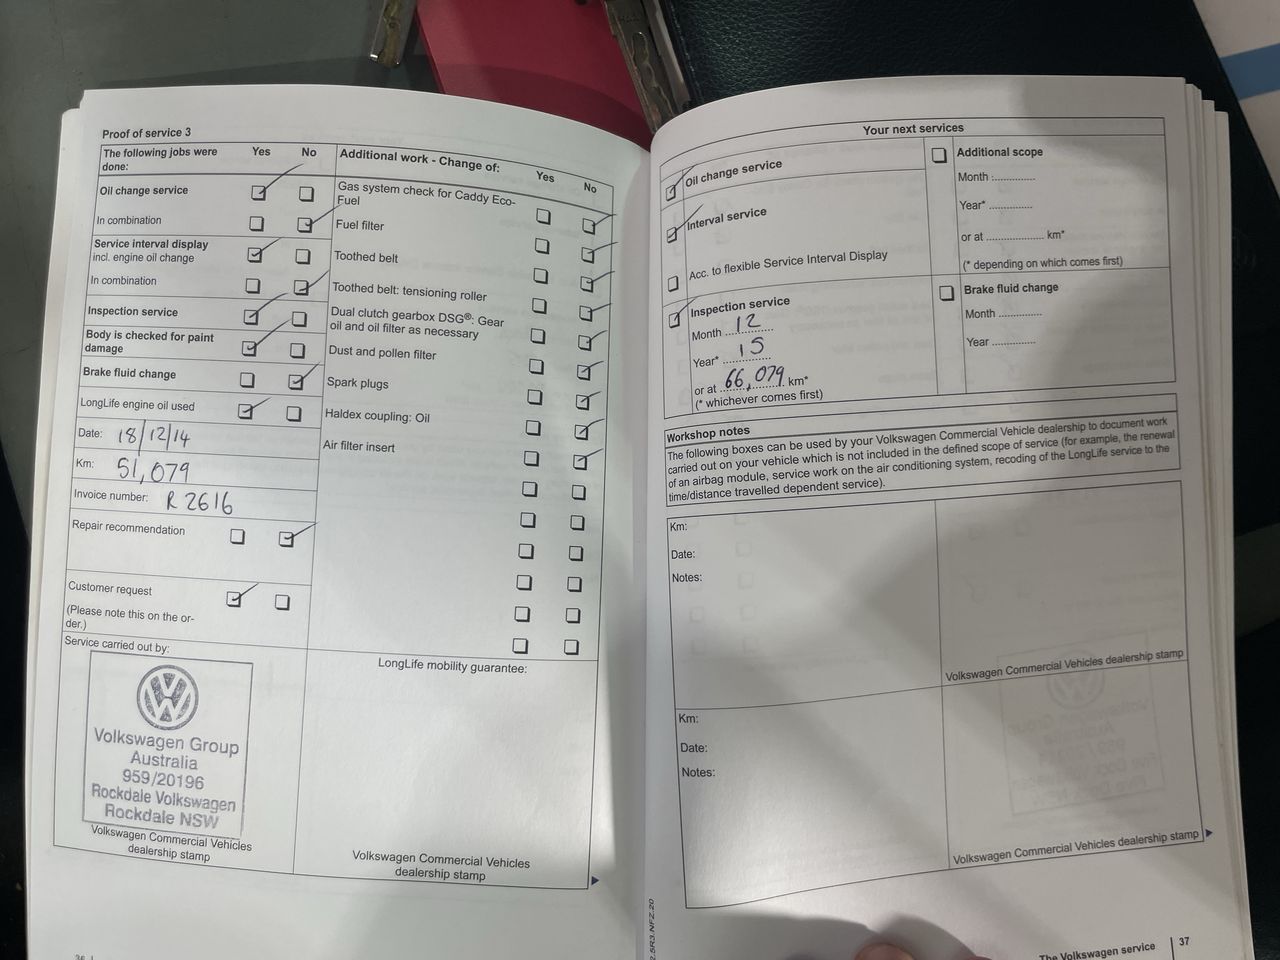 Proof of service 3
The following jobs were
done:
Yes
No
Oil change service
In combination
Service interval display
incl. engine oil change
In combination
Inspection service
Body is checked for paint
damage
Brake fluid change
LongLife engine oil used
Date: 18/12/14
Km: 51,079
Invoice number: R 2616
Repair recommendation
Customer request
(Please note this on the or-
der.)
Service carried out by:
Volkswagen Group
Australia
959/20196
Rockdale Volkswagen
Rockdale NSW
Volkswagen Commercial Vehicles
dealership stamp
Additional work - Change of:
Yes
No
Gas system check for Caddy Eco-
Fuel
Fuel filter
Toothed belt
Toothed belt: tensioning roller
Dual clutch gearbox DSG®: Gear
oil and oil filter as necessary
Dust and pollen filter
Spark plugs
Haldex coupling: Oil
Air filter insert
LongLife mobility guarantee:
Volkswagen Commercial Vehicles
dealership stamp
Your next services
Oil change service
Interval service
Acc. to flexible Service Interval Display
Inspection service
Month ..12......
Year* ..15......
or at 66,079. km*
(* whichever comes first)
Additional scope
Month :............
Year* ............
or at ................ km*
(* depending on which comes first)
Brake fluid change
Month ............
Year ............
Workshop notes
The following boxes can be used by your Volkswagen Commercial Vehicle dealership to document work
carried out on your vehicle which is not included in the defined scope of service (for example, the renewal
of an airbag module, service work on the air conditioning system, recoding of the LongLife service to the
time/distance travelled dependent service).
Km:
Date:
Notes:
Volkswagen Commercial Vehicles dealership stamp
Km:
Date:
Notes:
Volkswagen Commercial Vehicles dealership stamp
2.5R3.NFZ.20
The Volkswagen service
37